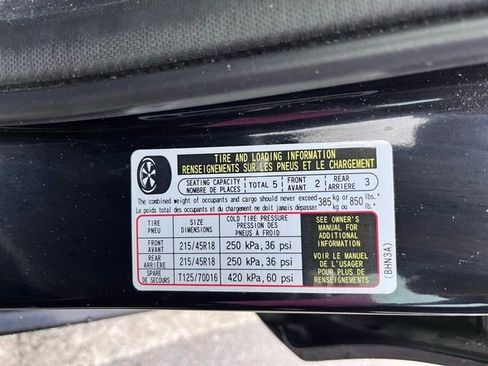 TIRE AND LOADING INFORMATION
RENSEIGNEMENTS SUR LES PNEUS ET LE CHARGEMENT
SEATING CAPACITY NOMBRE DE PLACES TOTAL 5 FRONT AVANT 2 REAR ARRIÈRE 3
The combined weight of occupants and cargo should never exceed 385 kg or 850 lbs.
Le poids total des occupants et du chargement ne doit jamais dépasser kg ou lb.
TIRE PNEU SIZE DIMENSIONS COLD TIRE PRESSURE PRESSION DES PNEUS À FROID
FRONT AVANT 215/45R18 250 kPa, 36 psi
REAR ARRIÈRE 215/45R18 250 kPa, 36 psi
SPARE DE SECOURS T125/70D16 420 kPa, 60 psi
SEE OWNER'S
MANUAL FOR
ADDITIONAL
INFORMATION
VOIR LE MANUEL
DE L'USAGER
POUR PLUS DE
RENSEIGNEMENTS
(BHN3A)